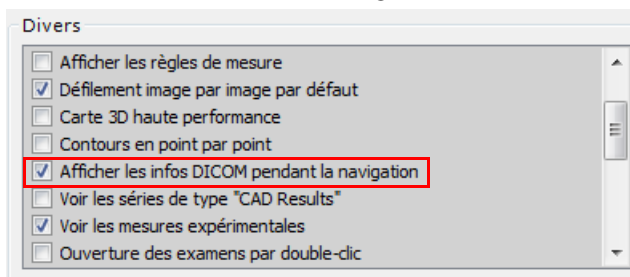 Divers
Afficher les règles de mesure
Défilement image par image par défaut
Carte 3D haute performance
Contours en point par point
Afficher les infos DICOM pendant la navigation
Voir les séries de type "CAD Results"
Voir les mesures expérimentales
Ouverture des examens par double-clic